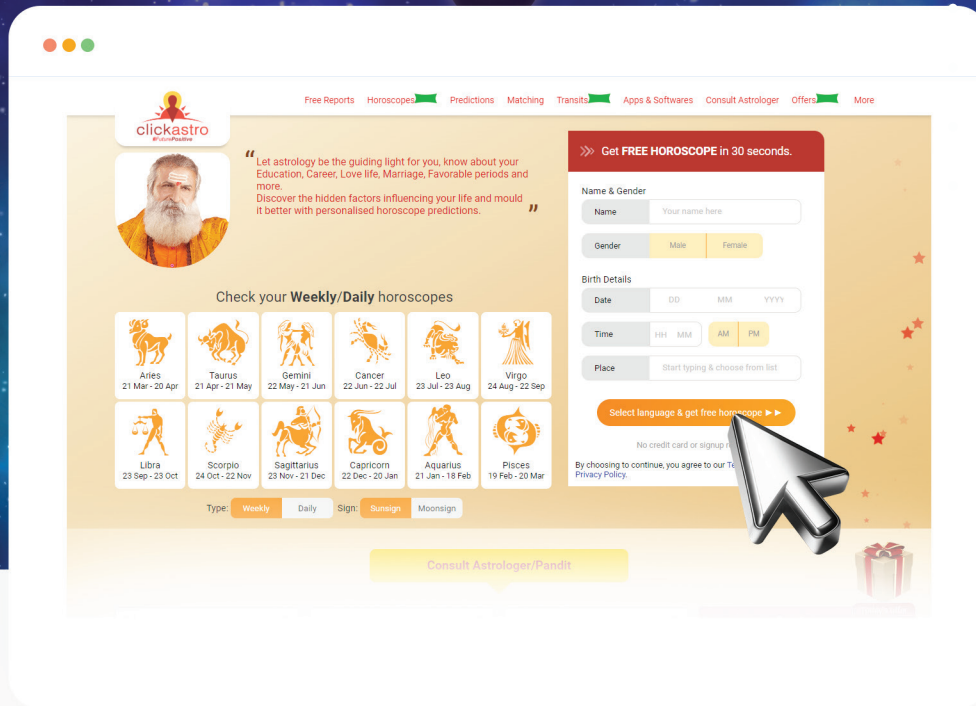 clickastro
#FuturePositive
Free Reports Horoscopes Predictions Matching Transits Apps & Softwares Consult Astrologer Offers More
“Let astrology be the guiding light for you, know about your
Education, Career, Love life, Marriage, Favorable periods and
more.
Discover the hidden factors influencing your life and mould
it better with personalised horoscope predictions. ”
Check your Weekly/Daily horoscopes
Aries Taurus Gemini Cancer Leo Virgo
21 Mar - 20 Apr 21 Apr - 21 May 22 May - 21 Jun 22 Jun - 22 Jul 23 Jul - 23 Aug 24 Aug - 22 Sep
Libra Scorpio Sagittarius Capricorn Aquarius Pisces
23 Sep - 23 Oct 24 Oct - 22 Nov 23 Nov - 21 Dec 22 Dec - 20 Jan 21 Jan - 18 Feb 19 Feb - 20 Mar
Type: Weekly Daily Sign: Sunsign Moonsign
Get FREE HOROSCOPE in 30 seconds.
Name & Gender
Name Your name here
Gender Male Female
Birth Details
Date DD MM YYYY
Time HH MM AM PM
Place Start typing & choose from list
Select language & get free horoscope ►►
No credit card or signup
By choosing to continue, you agree to our
Privacy Policy.
Consult Astrologer/Pandit